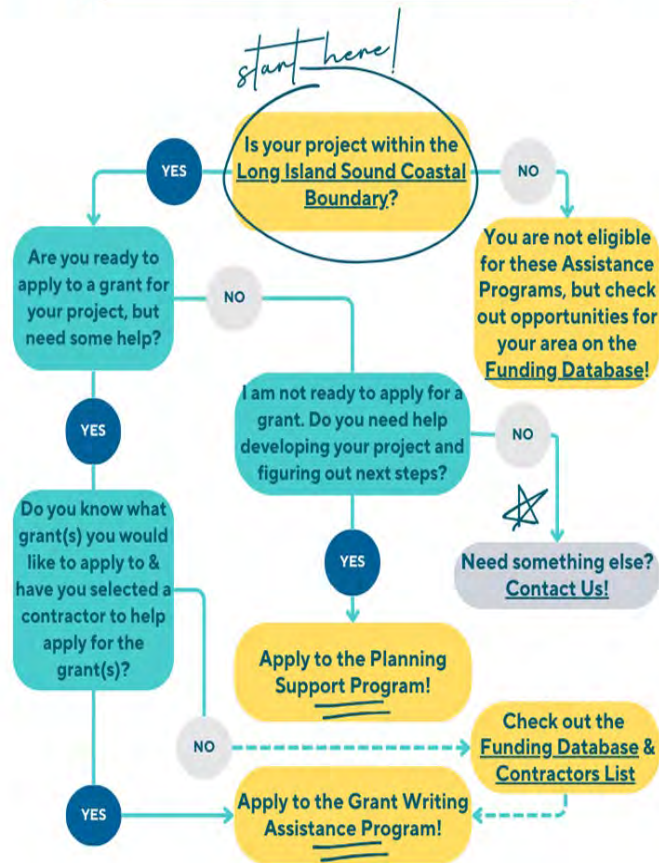 start here!
Is your project within the
Long Island Sound Coastal
Boundary?
YES
NO
Are you ready to
apply to a grant for
your project, but
need some help?
You are not eligible
for these Assistance
Programs, but check
out opportunities for
your area on the
Funding Database!
NO
I am not ready to apply for a
grant. Do you need help
developing your project and
figuring out next steps?
YES
NO
Do you know what
grant(s) you would
like to apply to &
have you selected a
contractor to help
apply for the
grant(s)?
YES
Need something else?
Contact Us!
Apply to the Planning
Support Program!
NO
Check out the
Funding Database &
Contractors List
YES
Apply to the Grant Writing
Assistance Program!